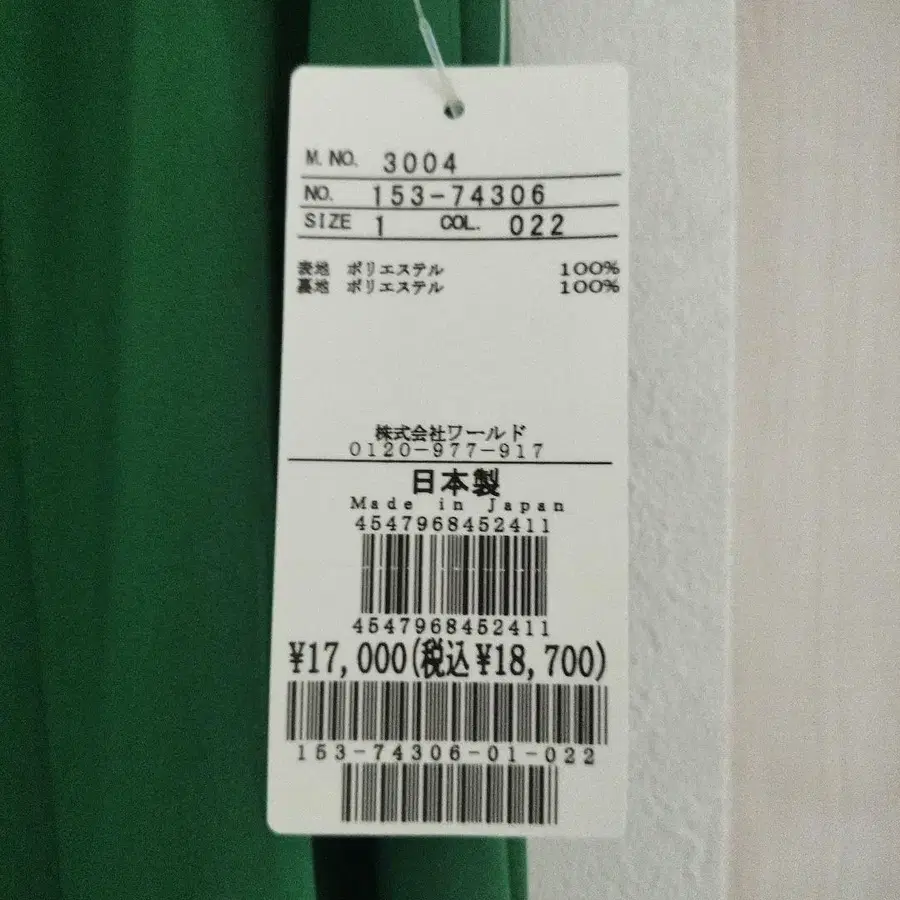 M. NO. 3004
NO. 153-74306
SIZE 1 COL. 022
表地 ポリエステル 100%
裏地 ポリエステル 100%
株式会社ワールド
0120-977-917
日本製
Made in Japan
4547968452411
4547968452411
¥17,000(税込¥18,700)
153-74306-01-022